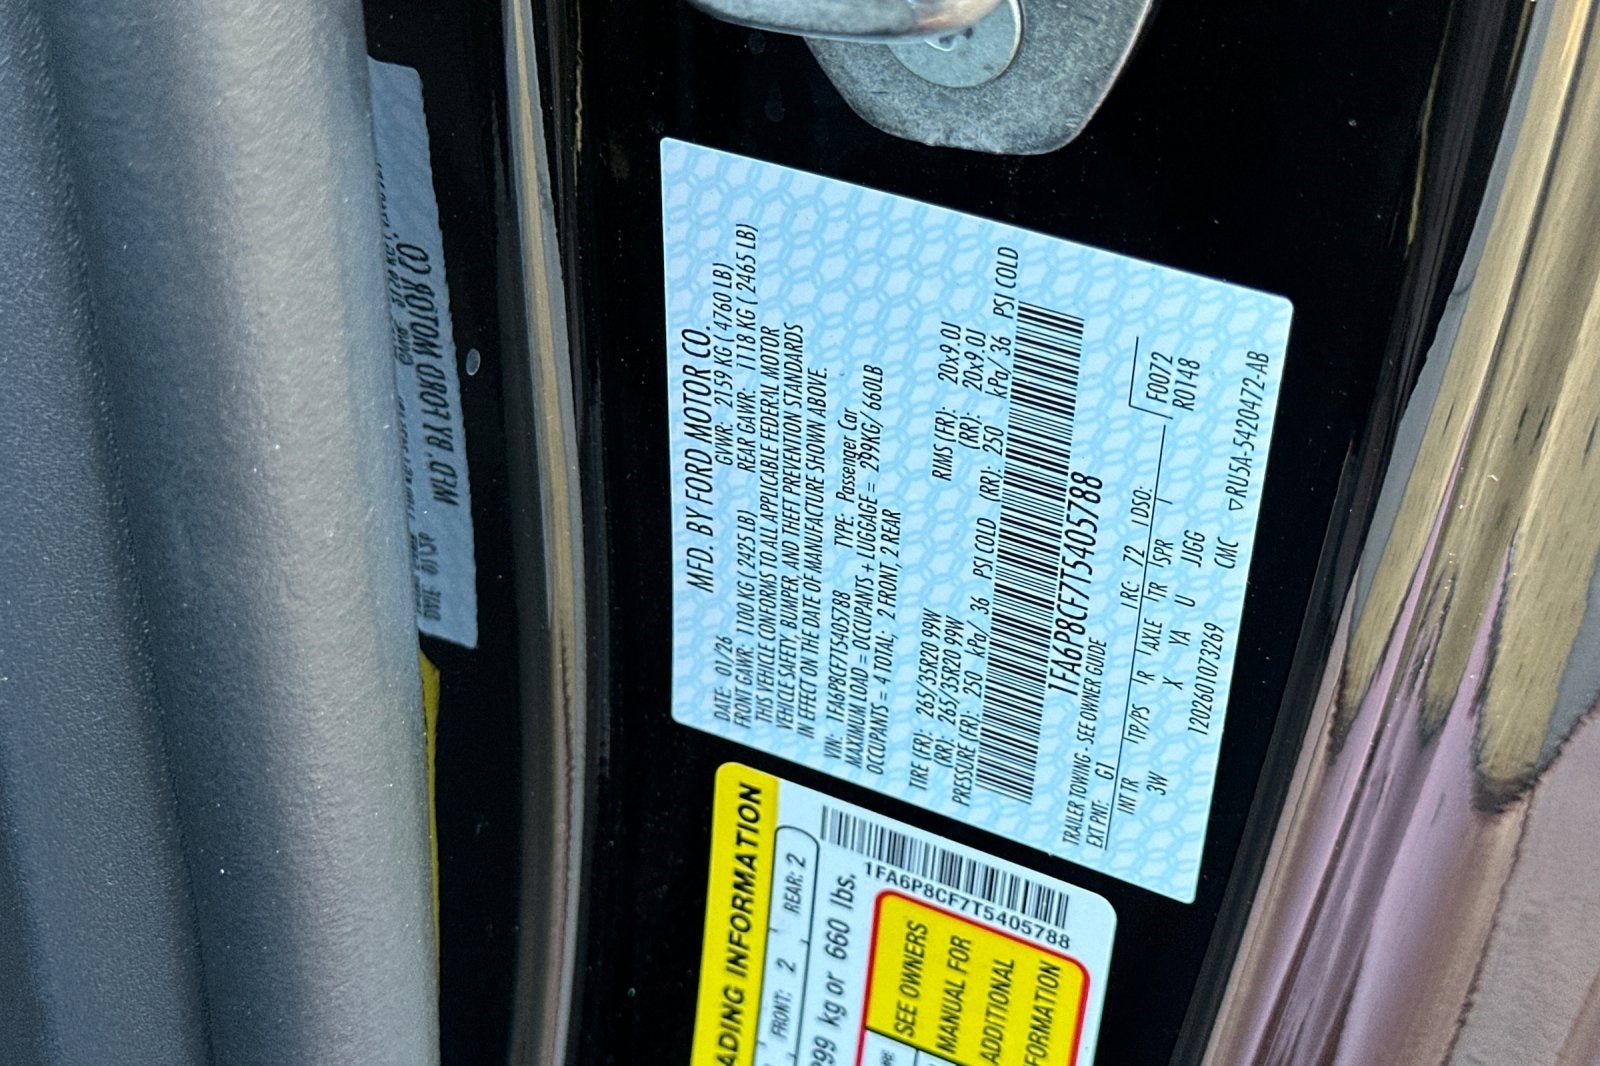 MFD. BY FORD MOTOR CO.
DATE: 01/26 GVWR: 2159 KG ( 4760 LB)
FRONT GAWR: 1100 KG ( 2425 LB) REAR GAWR: 1118 KG ( 2465 LB)
THIS VEHICLE CONFORMS TO ALL APPLICABLE FEDERAL MOTOR
VEHICLE SAFETY, BUMPER, AND THEFT PREVENTION STANDARDS
IN EFFECT ON THE DATE OF MANUFACTURE SHOWN ABOVE.
VIN: 1FA6P8CF7T5405788 TYPE: Passenger Car
MAXIMUM LOAD = OCCUPANTS + LUGGAGE = 299KG/ 660LB
OCCUPANTS = 4 TOTAL; 2 FRONT, 2 REAR
TIRE (FR): 265/35R20 99W RIMS (FR): 20x9.0J
(RR): 265/35R20 99W (RR): 20x9.0J
PRESSURE (FR): 250 kPa/ 36 PSI COLD (RR): 250 kPa/ 36 PSI COLD
1FA6P8CF7T5405788
TRAILER TOWING - SEE OWNER GUIDE
EXT PNT: G1 RC: 72 DSO: F0072
R0148
INT TR TP/PS R AXLE TR SPR
3W X YA U JJGG
12026010732​69 CMC ▽RU5A-5420472-AB
ADING INFORMATION
FRONT: 2 REAR: 2
299 kg or 660 lbs.
1FA6P8CF7T5405788
SEE OWNERS
MANUAL FOR
ADDITIONAL
FORMATION
MFD. BY FORD MOTOR CO